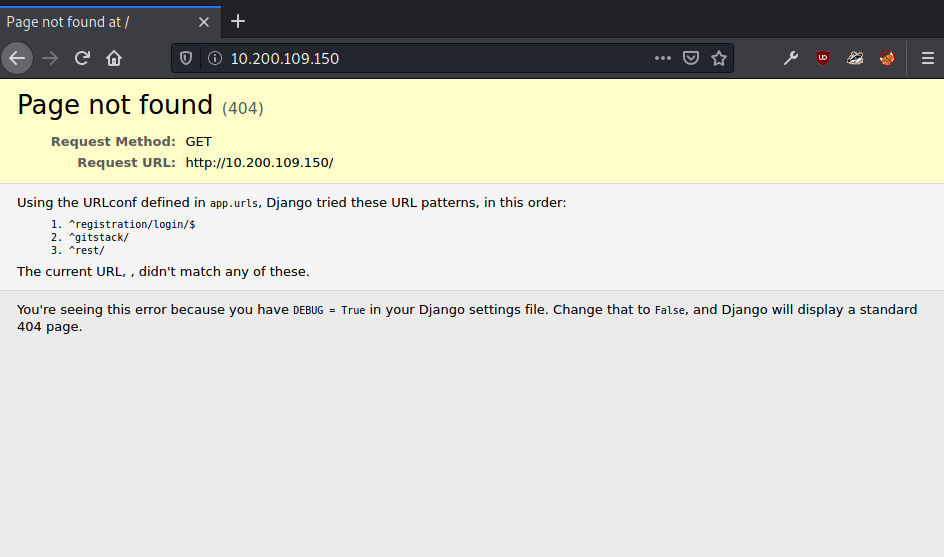 Page not found at /
10.200.109.150
Page not found (404)
Request Method: GET
Request URL: http://10.200.109.150/
Using the URLconf defined in app.urls, Django tried these URL patterns, in this order:
1. ^registration/login/$
2. ^gitstack/
3. ^rest/
The current URL, , didn't match any of these.
You're seeing this error because you have DEBUG = True in your Django settings file. Change that to False, and Django will display a standard
404 page.